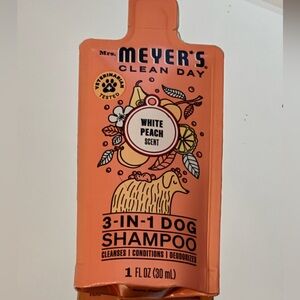 Mrs. MEYER'S
CLEAN DAY
VETERINARIAN
TESTED
WHITE
PEACH
SCENT
3-IN-1 DOG
SHAMPOO
CLEANSES | CONDITIONS | DEODORIZES
1 FL OZ (30 mL)